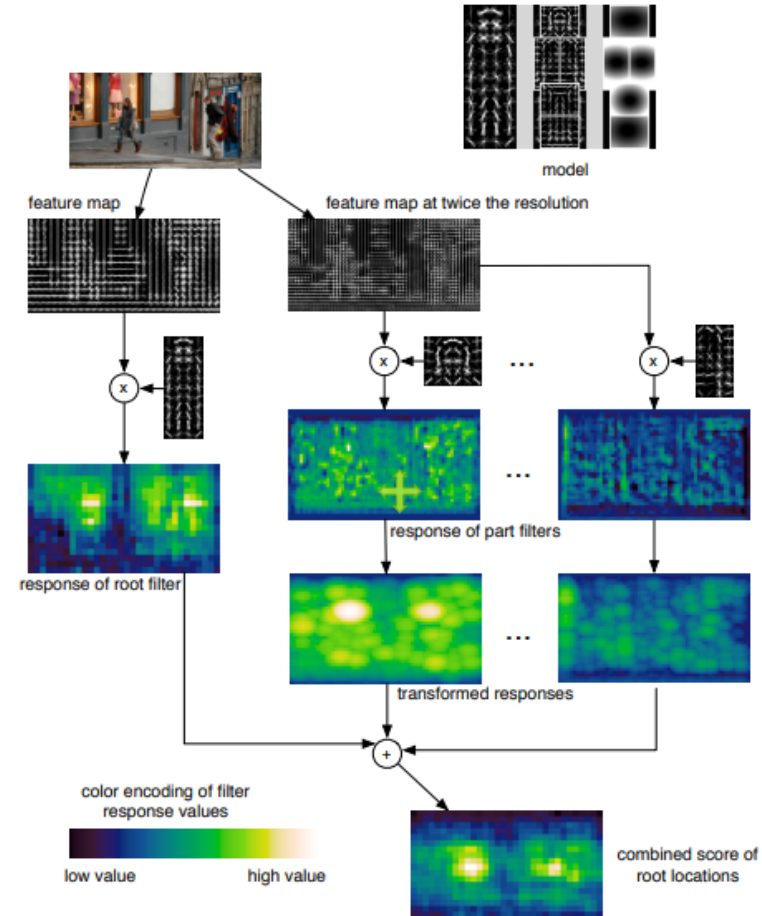 model
feature map
feature map at twice the resolution
x
x
...
x
...
response of part filters
response of root filter
...
transformed responses
+
color encoding of filter
response values
low value
high value
combined score of
root locations